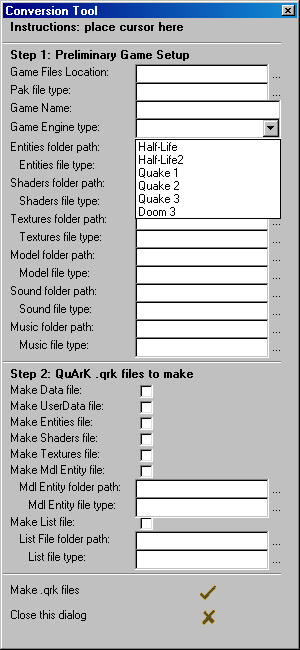 Conversion Tool
Instructions: place cursor here
Step 1: Preliminary Game Setup
Game Files Location: ...
Pak file type: ...
Game Name:
Game Engine type:
Half-Life
Half-Life2
Quake 1
Quake 2
Quake 3
Doom 3
Entities folder path:
Entities file type:
Shaders folder path:
Shaders file type:
Textures folder path: ...
Textures file type: ...
Model folder path: ...
Model file type: ...
Sound folder path: ...
Sound file type: ...
Music folder path: ...
Music file type: ...
Step 2: QuArK .qrk files to make
Make Data file:
Make UserData file:
Make Entities file:
Make Shaders file:
Make Textures file:
Make Mdl Entity file:
Mdl Entity folder path: ...
Mdl Entity file type: ...
Make List file:
List File folder path: ...
List file type: ...
Make .qrk files
Close this dialog